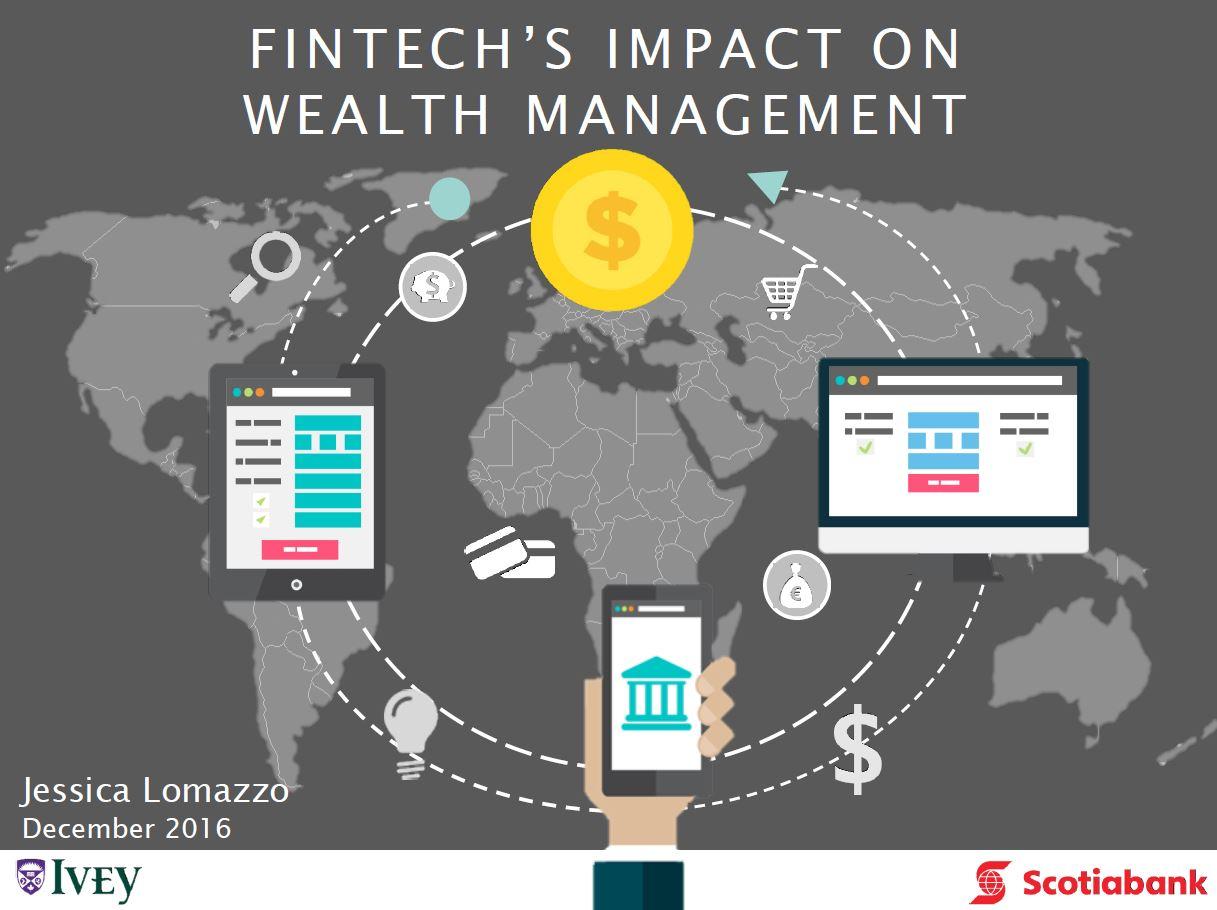 FINTECH’S IMPACT ON
WEALTH MANAGEMENT
$
$
€
$
Jessica Lomazzo
December 2016
IVEY
Scotiabank